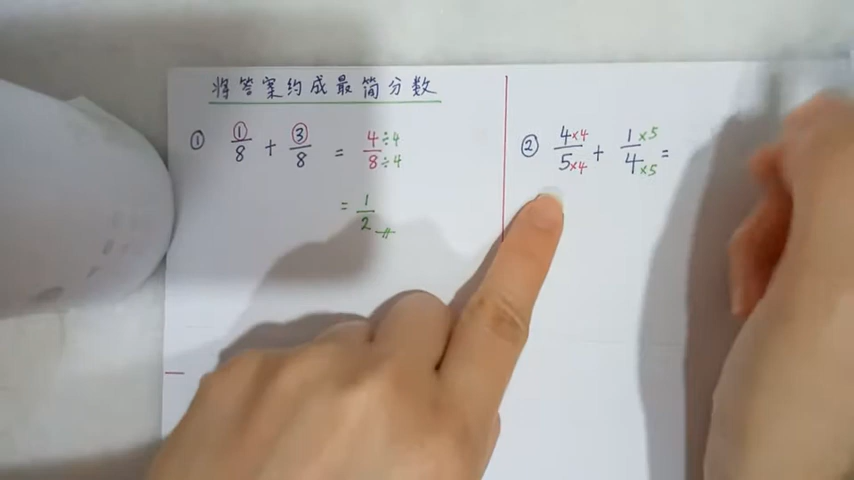 将答案约成最简分数
① 1/8 + 3/8 = 4÷4/8÷4
= 1/2
② 4×4/5×4 + 1×5/4×5 =